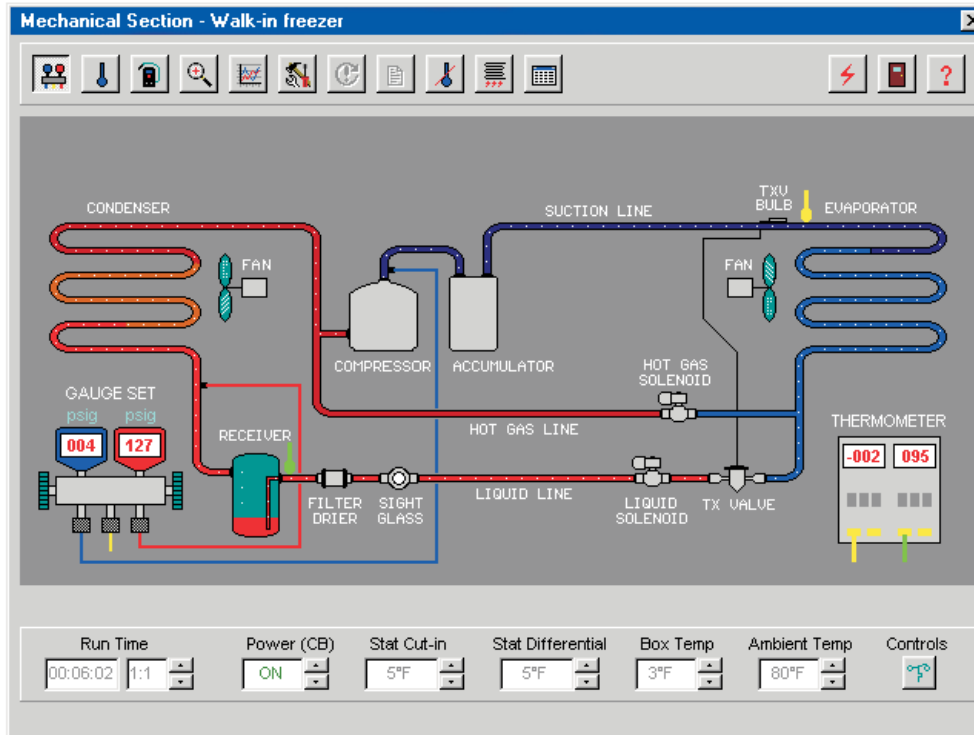 Mechanical Section - Walk-in freezer
?
CONDENSER
SUCTION LINE
TXV
BULB
EVAPORATOR
FAN
FAN
COMPRESSOR
ACCUMULATOR
HOT GAS
SOLENOID
GAUGE SET
psig psig
004 127
HOT GAS LINE
RECEIVER
THERMOMETER
-002 095
FILTER
DRIER
SIGHT
GLASS
LIQUID LINE
LIQUID
SOLENOID
TX VALVE
Run Time
Power (CB)
Stat Cut-in
Stat Differential
Box Temp
Ambient Temp
Controls
00:06:02 1:1
ON
5°F
5°F
3°F
80°F